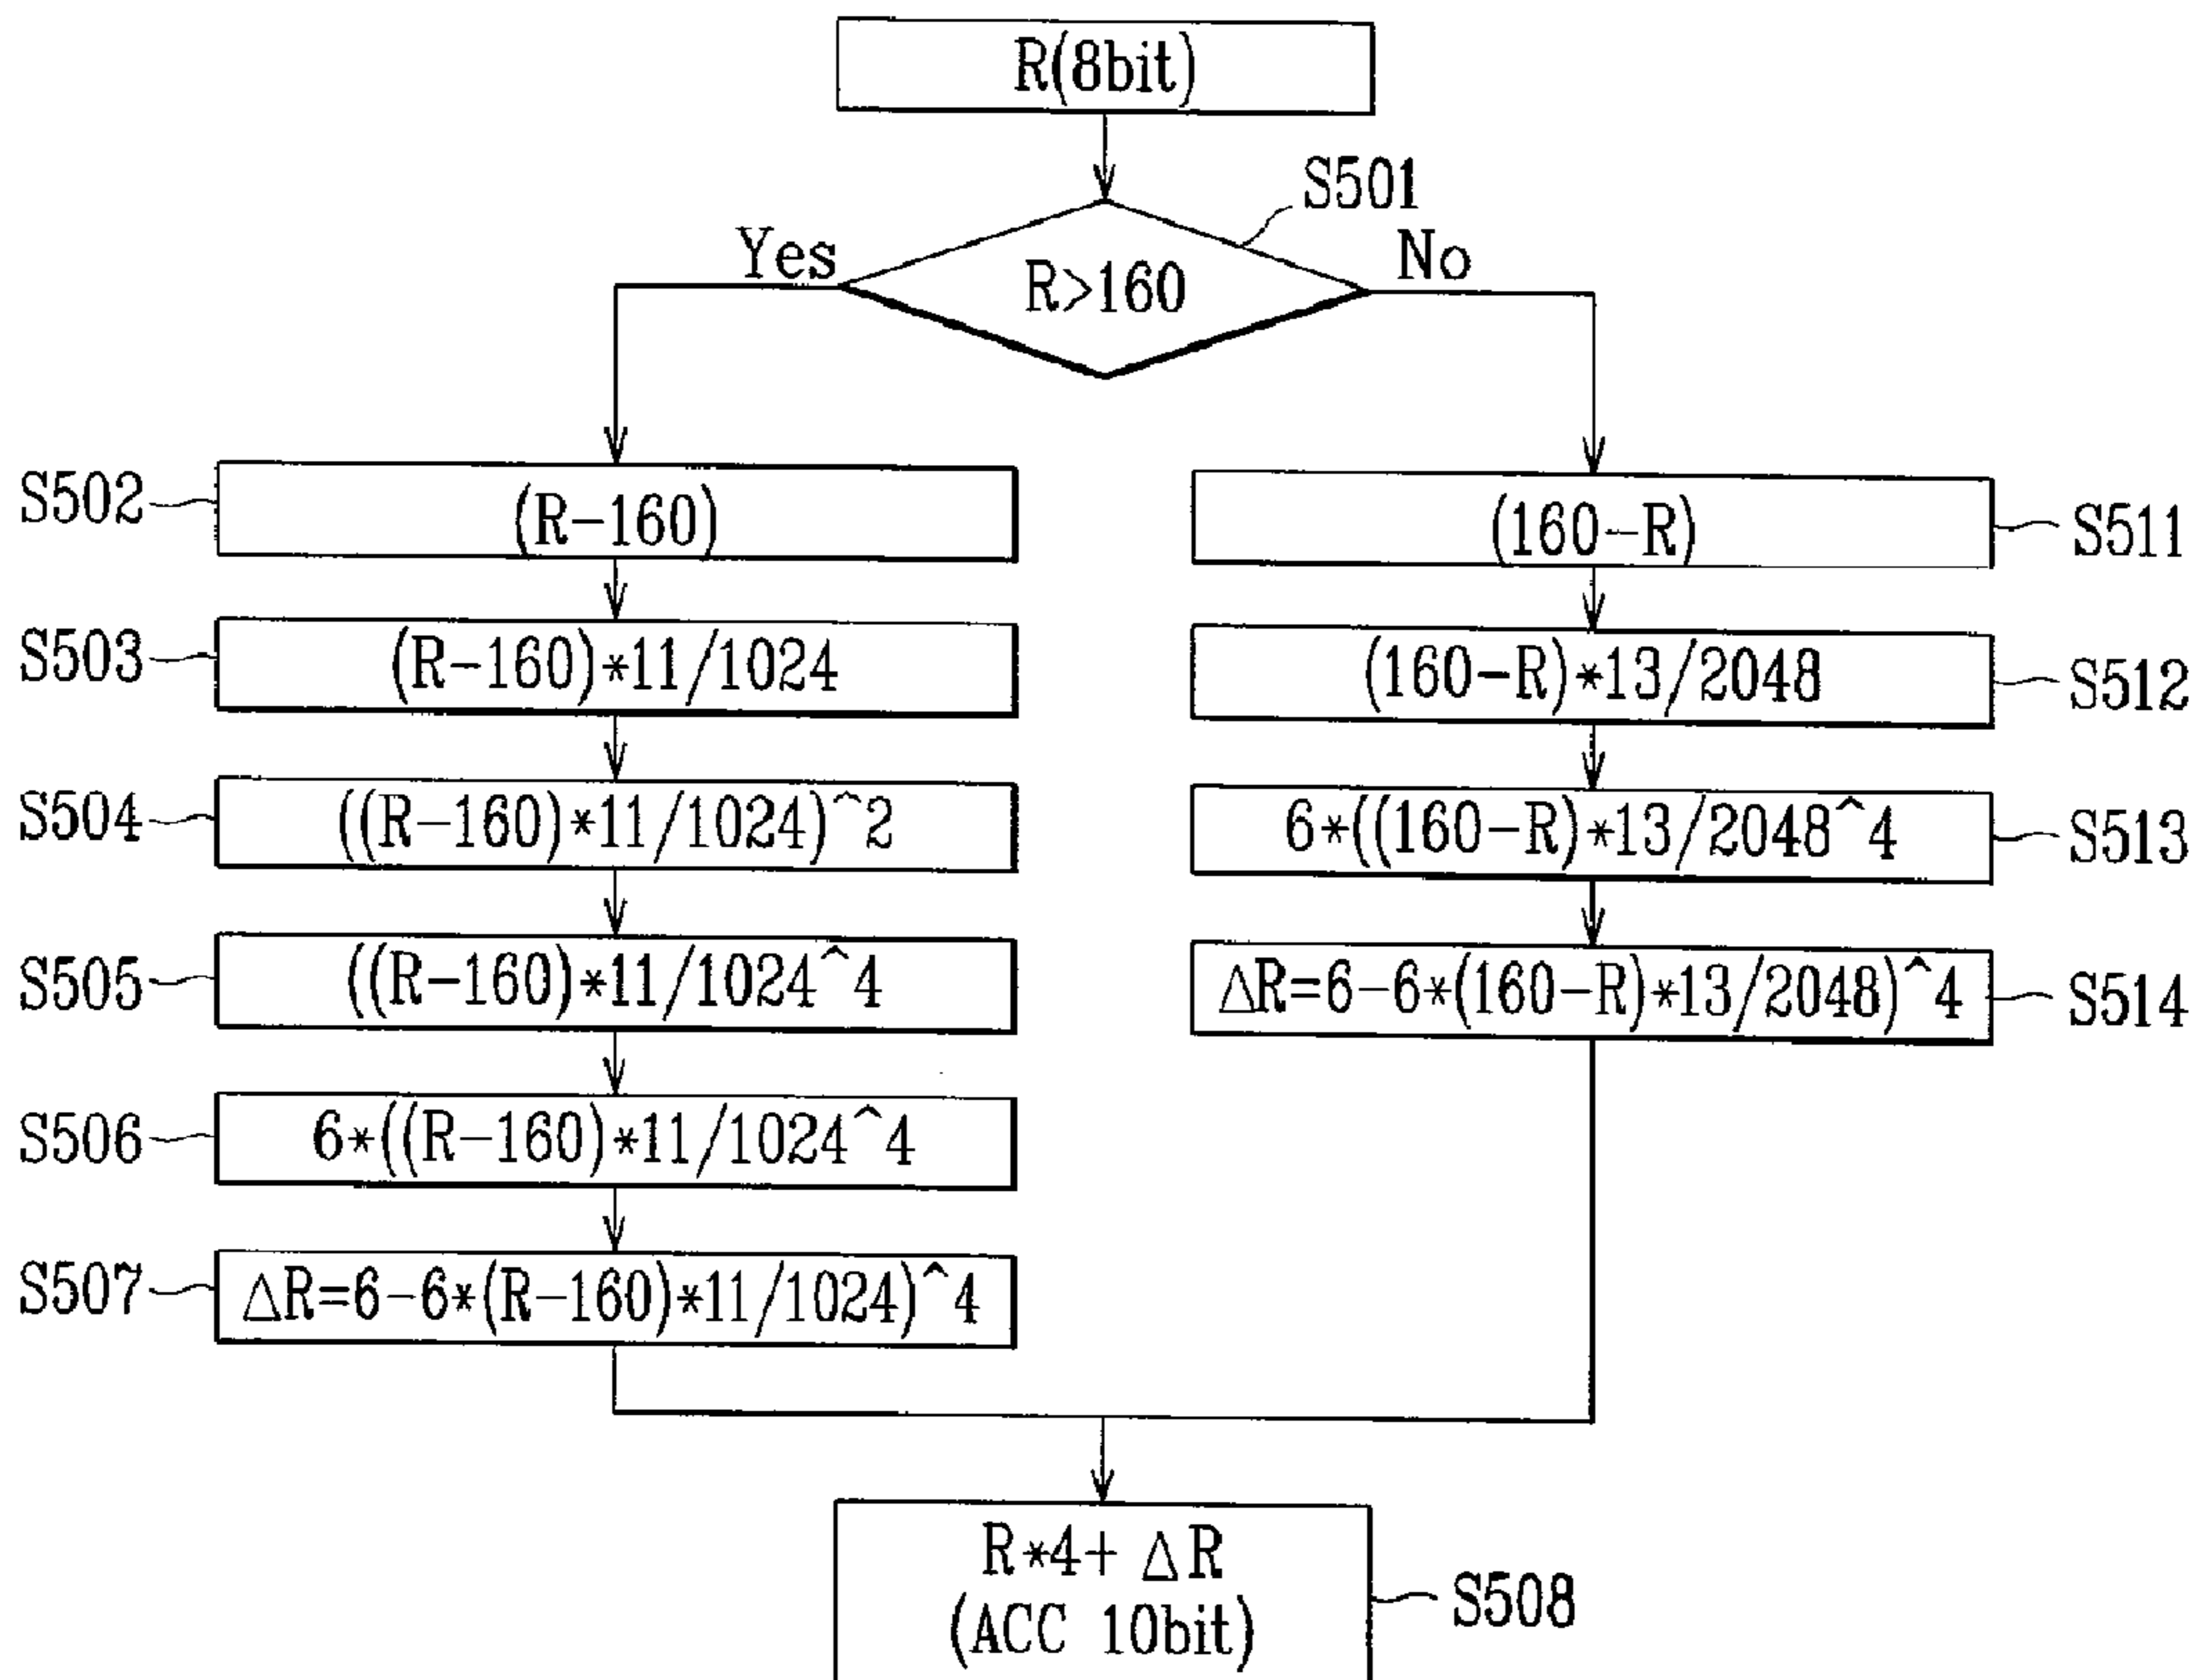 R(8bit)
S501
Yes
No
R>160
S502
(R-160)
S503
(R-160)*11/1024
S504
((R-160)*11/1024)^2
S505
((R-160)*11/1024^4
S506
6*((R-160)*11/1024^4
S507
△R=6-6*(R-160)*11/1024)^4
(160-R)
S511
(160-R)*13/2048
S512
6*((160-R)*13/2048^4
S513
△R=6-6*(160-R)*13/2048)^4
S514
R*4+ △R
(ACC 10bit)
S508